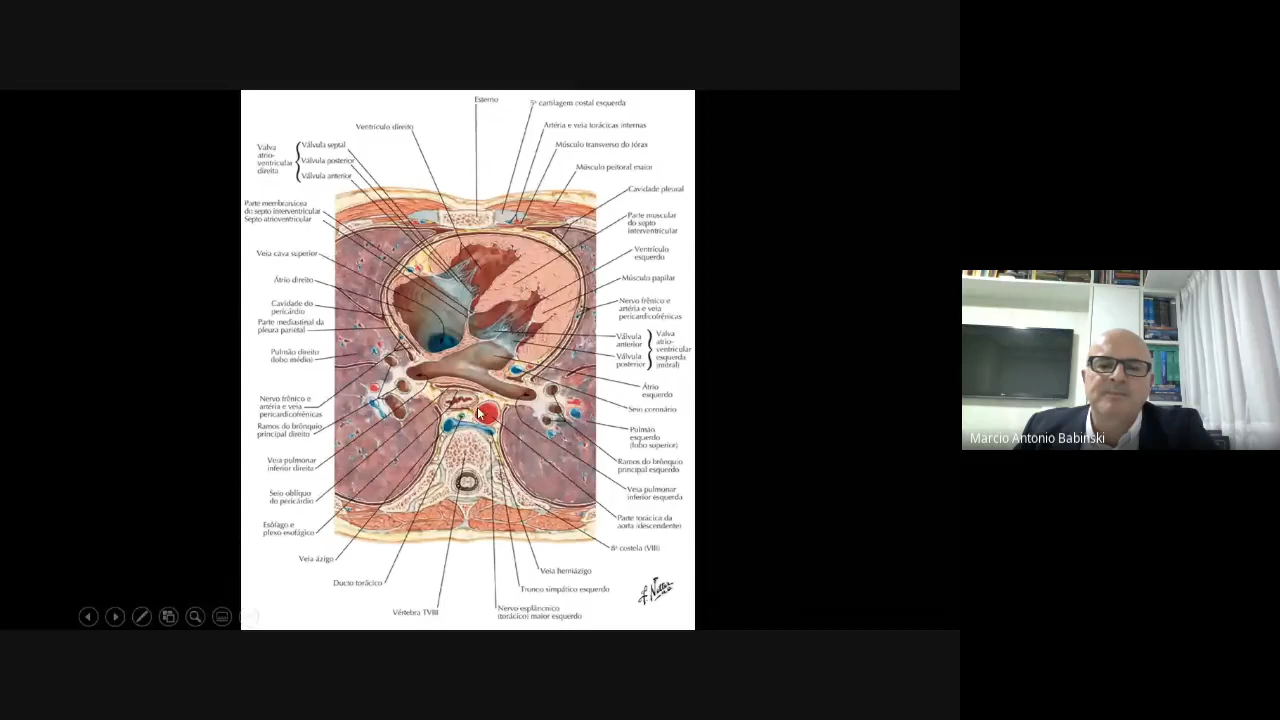 Esterno
5ª cartilagem costal esquerda
Ventrículo direito
Artéria e veia torácicas internas
Músculo transverso do tórax
Músculo peitoral maior
Valva
atrio-
ventricular
direita
Válvula septal
Válvula posterior
Válvula anterior
Cavidade pleural
Parte membranácea
do septo interventricular
Septo atrioventricular
Parte muscular
do septo
interventricular
Veia cava superior
Ventrículo
esquerdo
Átrio direito
Músculo papilar
Cavidade do
pericárdio
Nervo frênico e
artéria e veia
pericardicofrênicas
Parte mediastinal da
pleura parietal
Válvula
anterior
Válvula
posterior
Valva
atrio-
ventricular
esquerda
(mitral)
Pulmão direito
(lobo médio)
Átrio
esquerdo
Nervo frênico e
artéria e veia
pericardicofrênicas
Seio coronário
Ramos do brônquio
principal direito
Pulmão
esquerdo
(lobo superior)
Veia pulmonar
inferior direita
Ramos do brônquio
principal esquerdo
Seio oblíquo
do pericárdio
Veia pulmonar
inferior esquerda
Esôfago e
plexo esofágico
Parte torácica da
aorta (descendente)
Veia ázigo
8ª costela (VIII)
Ducto torácico
Veia hemiázigo
Tronco simpático esquerdo
Vértebra TVIII
Nervo esplâncnico
(torácico) maior esquerdo
Marcio Antonio Babinski